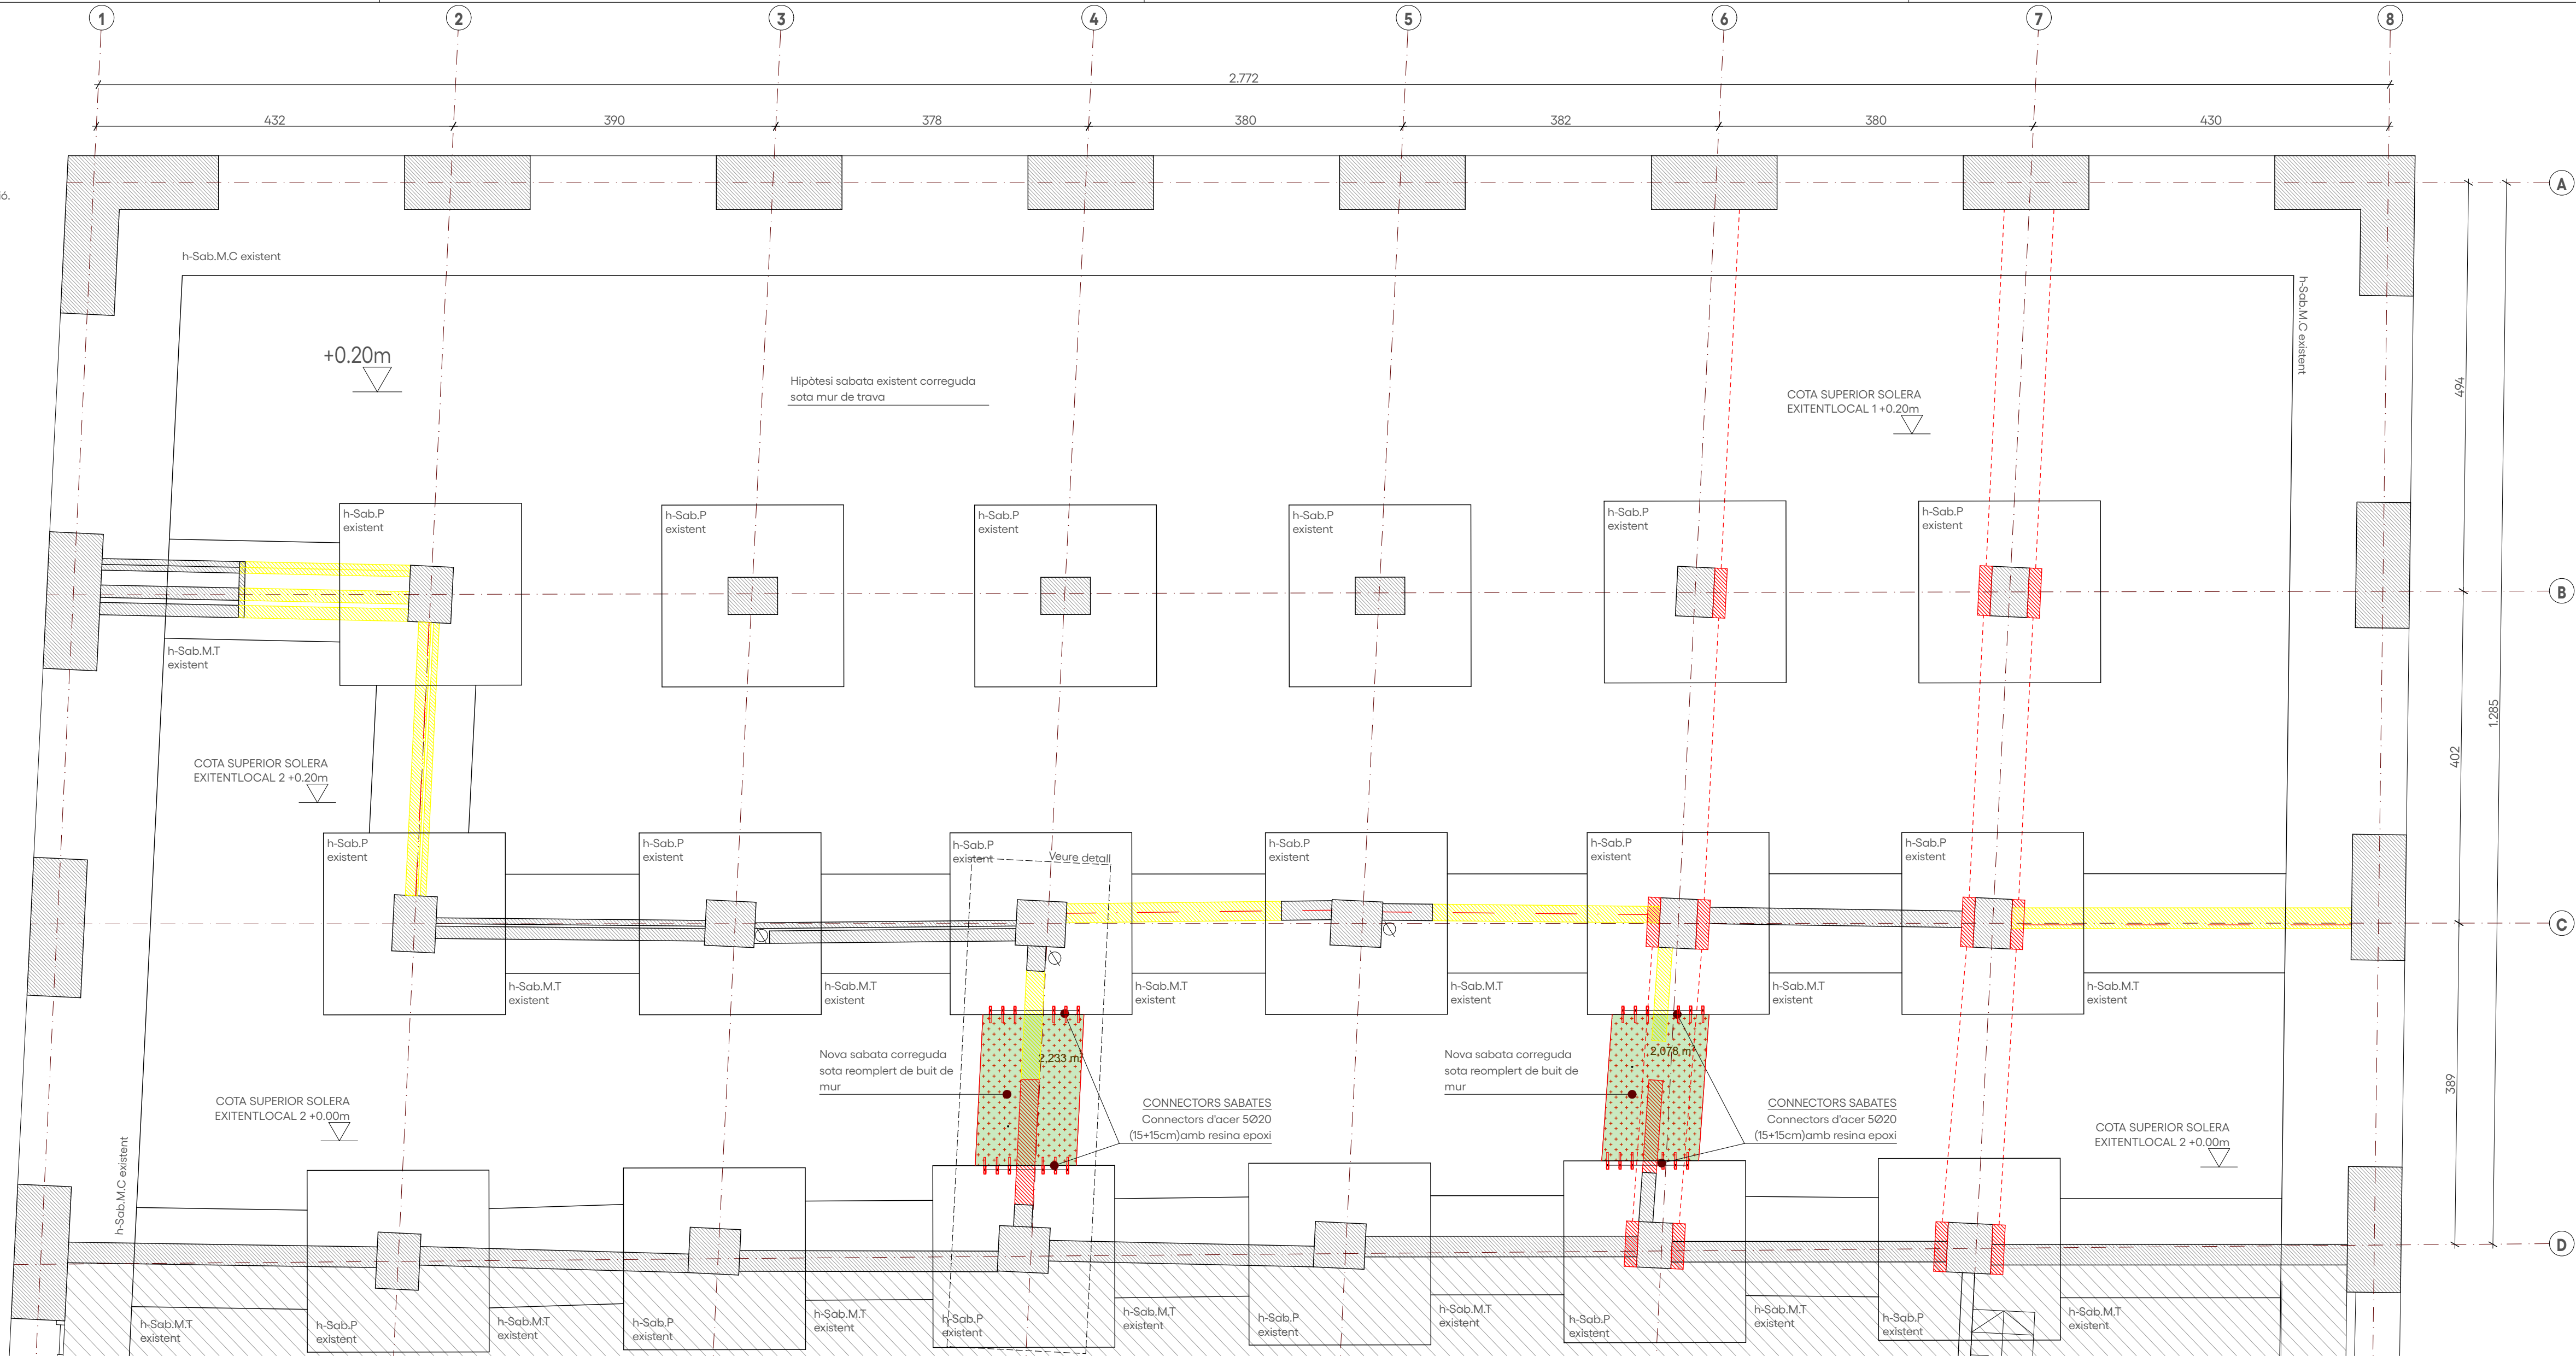 1
2
3
4
5
6
7
8
2.772
432
390
378
380
382
380
430
A
ó.
h-Sab.M.C existent
h-Sab.M.C existent
+0.20m
Hipòtesi sabata existent correguda
sota mur de trava
COTA SUPERIOR SOLERA
EXITENTLOCAL 1 +0.20m
494
h-Sab.P
existent
h-Sab.P
existent
h-Sab.P
existent
h-Sab.P
existent
h-Sab.P
existent
h-Sab.P
existent
B
h-Sab.M.T
existent
1.285
402
COTA SUPERIOR SOLERA
EXITENTLOCAL 2 +0.20m
h-Sab.P
existent
h-Sab.P
existent
h-Sab.P
existent
Veure detall
h-Sab.P
existent
h-Sab.P
existent
h-Sab.P
existent
C
h-Sab.M.T
existent
h-Sab.M.T
existent
h-Sab.M.T
existent
h-Sab.M.T
existent
h-Sab.M.T
existent
h-Sab.M.T
existent
Nova sabata correguda
sota reomplert de buit de
mur
2,233 m²
Nova sabata correguda
sota reomplert de buit de
mur
2,078 m²
389
COTA SUPERIOR SOLERA
EXITENTLOCAL 2 +0.00m
CONNECTORS SABATES
Connectors d'acer 5Ø20
(15+15cm)amb resina epoxi
CONNECTORS SABATES
Connectors d'acer 5Ø20
(15+15cm)amb resina epoxi
COTA SUPERIOR SOLERA
EXITENTLOCAL 2 +0.00m
h-Sab.M.C existent
D
h-Sab.M.T
existent
h-Sab.P
existent
h-Sab.M.T
existent
h-Sab.P
existent
h-Sab.M.T
existent
h-Sab.P
existent
h-Sab.M.T
existent
h-Sab.P
existent
h-Sab.M.T
existent
h-Sab.P
existent
h-Sab.M.T
existent
h-Sab.P
existent
h-Sab.M.T
existent